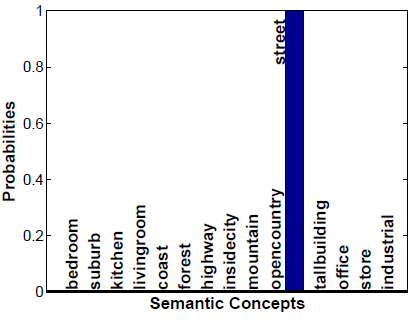 1
0.8
0.6
0.4
0.2
0
Probabilities
bedroom
suburb
kitchen
livingroom
coast
forest
highway
insidecity
mountain
opencountry
street
tallbuilding
office
store
industrial
Semantic Concepts